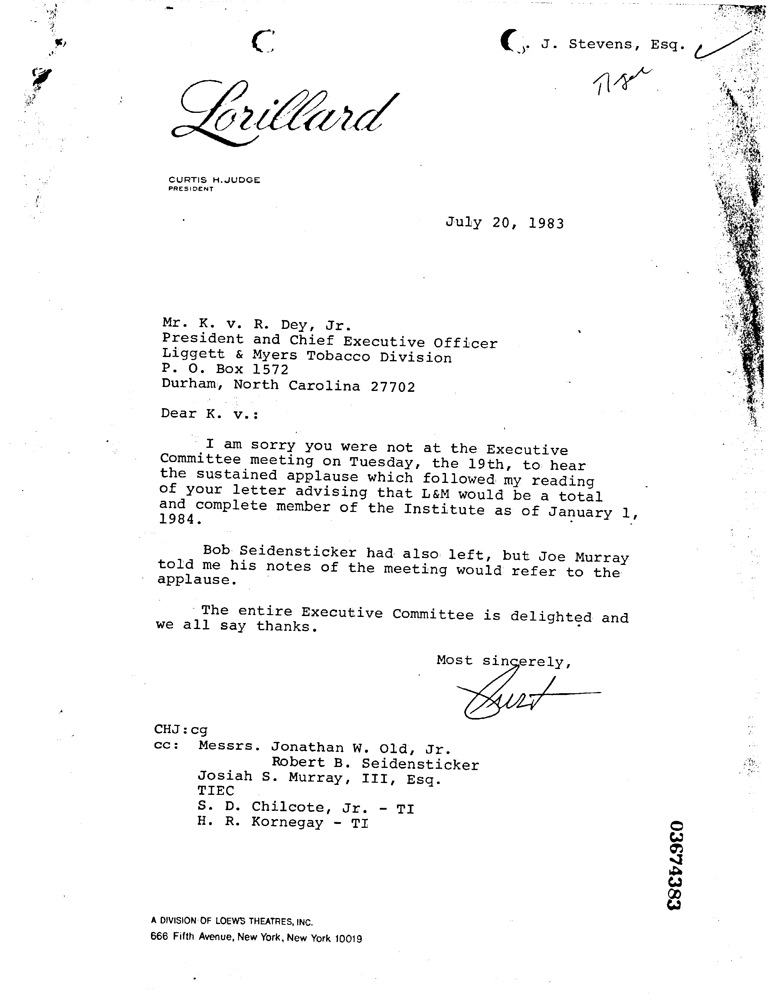 J. Stevens, Esq.
Lorillard
CURTIS H. JUDGE
PRESIDENT
July 20, 1983
Mr. K. v. R. Dey, Jr.
President and Chief Executive Officer
Liggett & Myers Tobacco Division
P. O. Box 1572
Durham, North Carolina 27702
Dear K. v.:
I am sorry you were not at the Executive
Committee meeting on Tuesday, the 19th, to hear
the sustained applause which followed my reading
of your letter advising that L&M would be a total
and complete member of the Institute as of January 1,
1984.
Bob Seidensticker had also left, but Joe Murray
told me his notes of the meeting would refer to the
applause.
The entire Executive Committee is delighted and
we all say thanks.
Most sincerely,
Curt
CHJ:cg
cc: Messrs. Jonathan W. Old, Jr.
Robert B. Seidensticker
Josiah S. Murray, III, Esq.
TIEC
S. D. Chilcote, Jr. - TI
H. R. Kornegay - TI
03674383
A DIVISION OF LOEW'S THEATRES, INC.
666 Fifth Avenue, New York, New York 10019